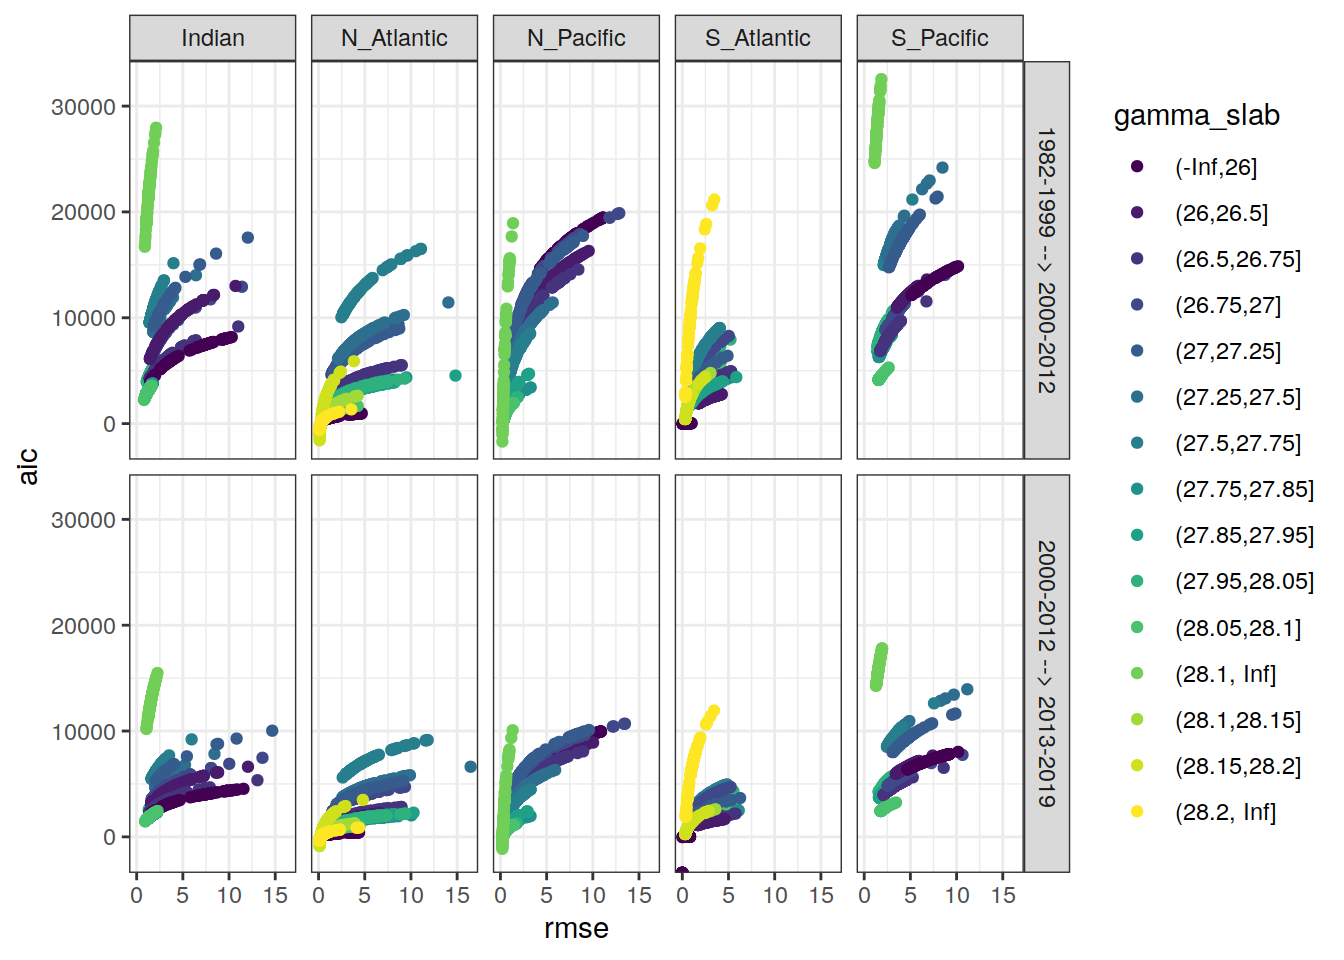 Indian N_Atlantic N_Pacific S_Atlantic S_Pacific
30000
20000
10000
0
1982-1999 --> 2000-2012
30000
20000
10000
0
2000-2012 --> 2013-2019
0 5 10 15 0 5 10 15 0 5 10 15 0 5 10 15 0 5 10 15
rmse
aic
gamma_slab
(-Inf,26]
(26,26.5]
(26.5,26.75]
(26.75,27]
(27,27.25]
(27.25,27.5]
(27.5,27.75]
(27.75,27.85]
(27.85,27.95]
(27.95,28.05]
(28.05,28.1]
(28.1, Inf]
(28.1,28.15]
(28.15,28.2]
(28.2, Inf]